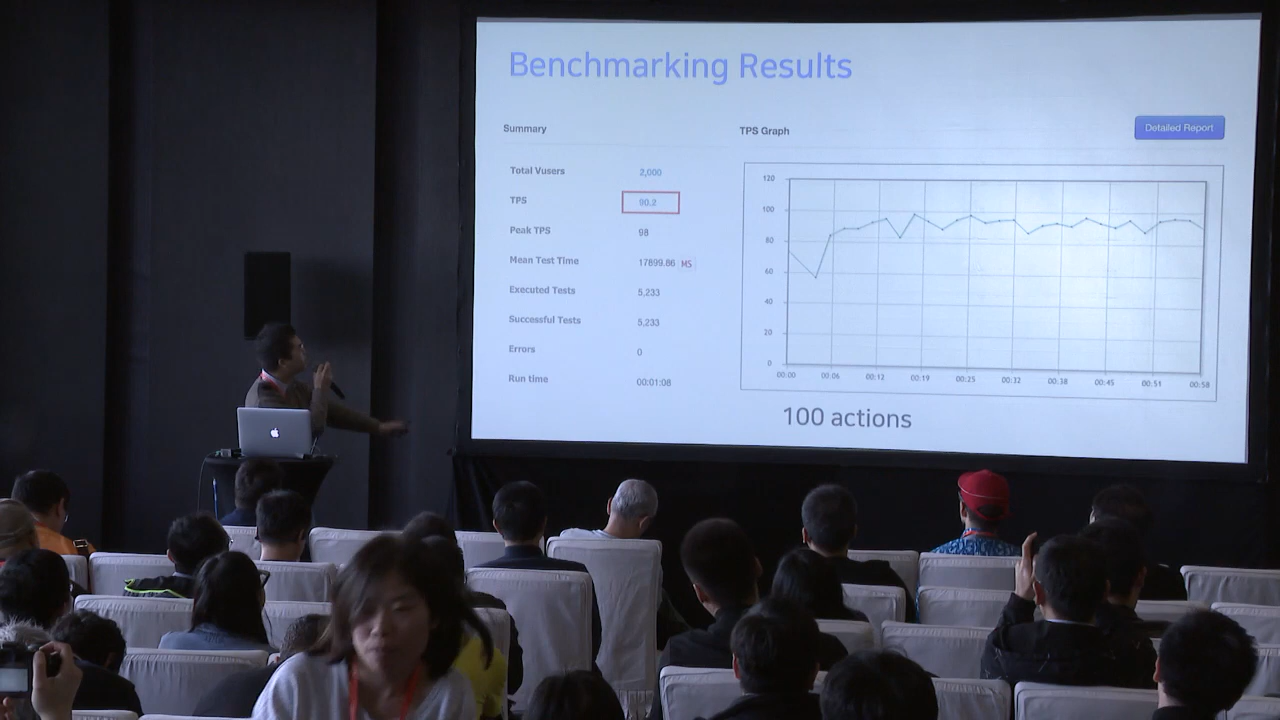 Benchmarking Results
Summary
TPS Graph
Detailed Report
Total Vusers 2,000
TPS 90.2
Peak TPS 98
Mean Test Time 17899.86 MS
Executed Tests 5,233
Successful Tests 5,233
Errors 0
Run time 00:01:08
120
100
80
60
40
20
0
00:00 00:06 00:12 00:19 00:25 00:32 00:38 00:45 00:51 00:58
100 actions